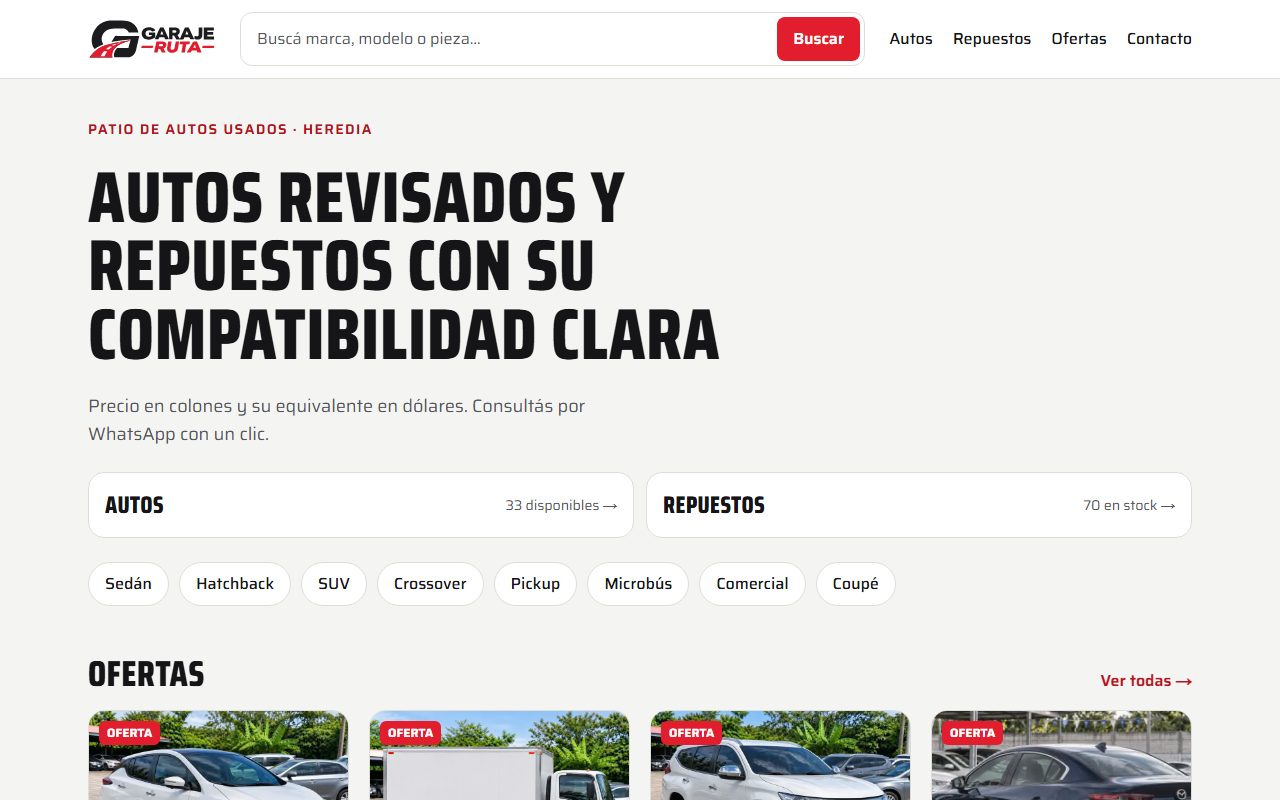 GARAJE
RUTA
Buscá marca, modelo o pieza...
Buscar
Autos
Repuestos
Ofertas
Contacto
PATIO DE AUTOS USADOS · HEREDIA
AUTOS REVISADOS Y
REPUESTOS CON SU
COMPATIBILIDAD CLARA
Precio en colones y su equivalente en dólares. Consultás por
WhatsApp con un clic.
AUTOS
33 disponibles →
REPUESTOS
70 en stock →
Sedán
Hatchback
SUV
Crossover
Pickup
Microbús
Comercial
Coupé
OFERTAS
Ver todas →
OFERTA
OFERTA
OFERTA
OFERTA